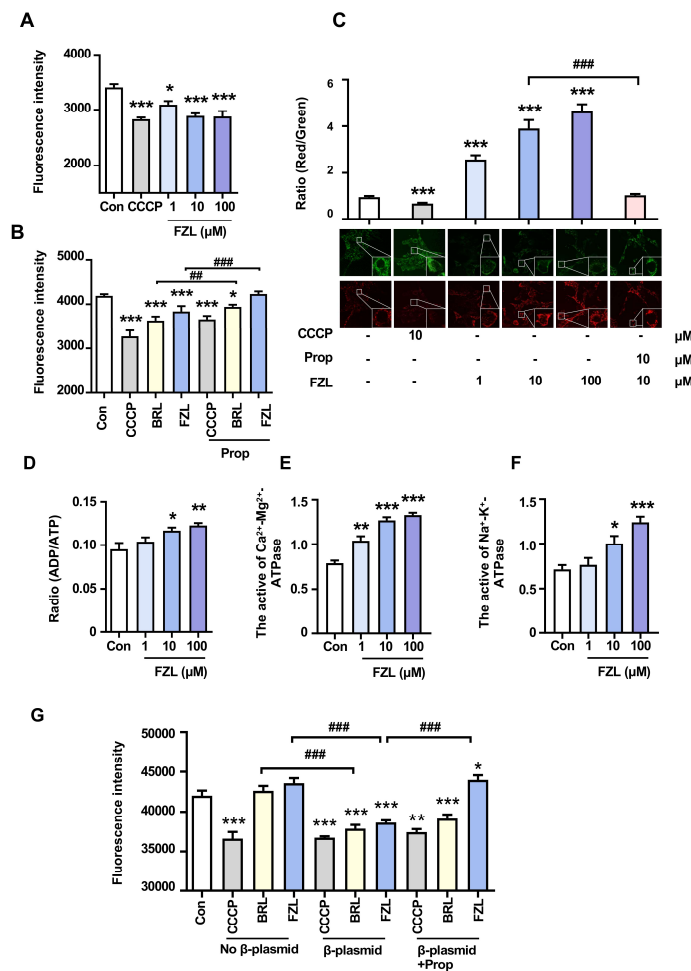 A
Fluorescence intensity
4000
3000
2000
***
*
***
***
Con CCCP 1 10 100
FZL (μM)
B
Fluorescence intensity
5000
4000
3000
2000
###
##
***
***
***
***
*
Con
CCCP
BRL
FZL
CCCP
BRL
FZL
Prop
C
Ratio (Red/Green)
6
4
2
0
###
***
***
***
***
CCCP - 10 - - - - μM
Prop - - - - - 10 μM
FZL - - 1 10 100 10 μM
D
Radio (ADP/ATP)
0.15
0.10
0.05
0
*
**
Con 1 10 100
FZL (μM)
E
The active of Ca²⁺-Mg²⁺-
ATPase
1.5
1.0
0.5
0
**
***
***
Con 1 10 100
FZL (μM)
F
The active of Na⁺-K⁺-
ATPase
1.5
1.0
0.5
0
*
***
Con 1 10 100
FZL (μM)
G
Fluorescence intensity
50000
45000
40000
35000
30000
###
###
###
***
***
***
***
**
***
*
Con
CCCP
BRL
FZL
CCCP
BRL
FZL
CCCP
BRL
FZL
No β-plasmid
β-plasmid
β-plasmid
+Prop